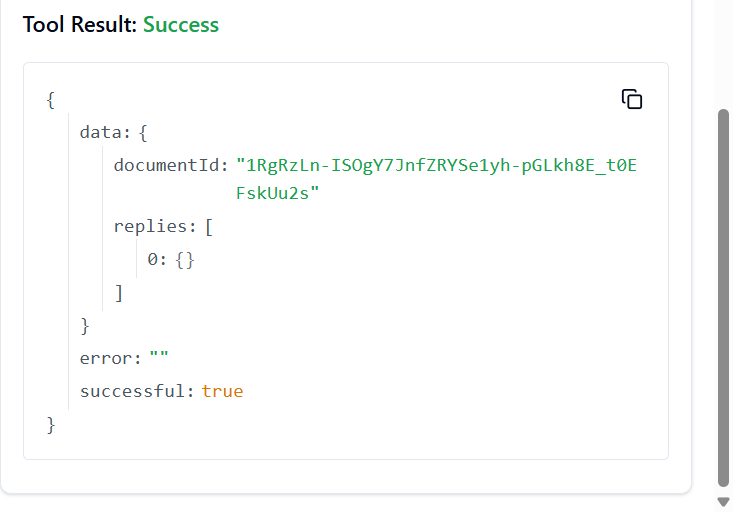 Tool Result: Success
{
data: {
documentId: "1RgRzLn-ISOgY7JnfZRYSe1yh-pGLkh8E_t0E
FskUu2s"
replies: [
0: {}
]
}
error: ""
successful: true
}